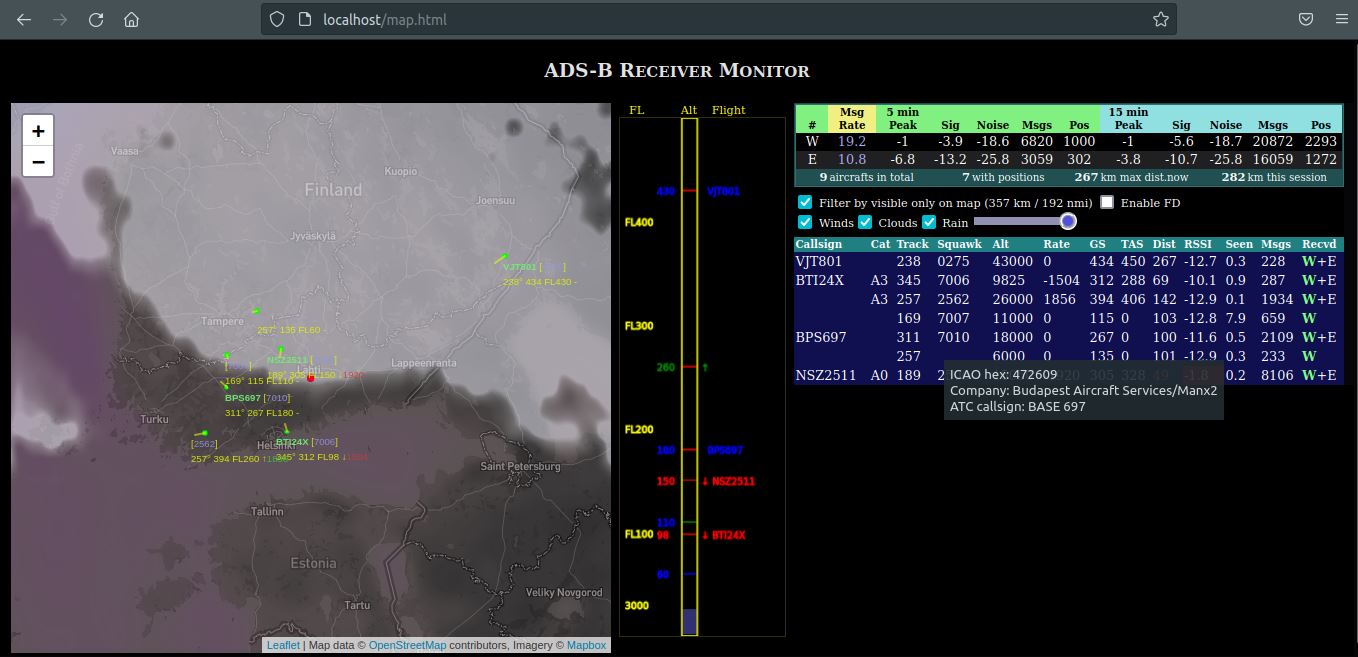 localhost/map.html
ADS-B Receiver Monitor
+
−
Vaasa
Kuopio
Finland
Joensuu
Jyväskylä
VJT801
238° 434 FL430 -
Tampere
257° 135 FL60 -
NSZ2511
Lappeenranta
Lahti
169° 115 FL110 -
BPS697 [7010]
311° 267 FL180 -
Turku
[2562]
BTI24X [7006]
Helsinki
257° 394 FL260
345° 312 FL98
Saint Petersburg
Tallinn
Estonia
Veliky Novgorod
Tartu
Leaflet | Map data © OpenStreetMap contributors, Imagery © Mapbox
FL Alt Flight
430 VJT801
FL400
FL300
260 ↑
FL200
180 BPS697
150 ↓ NSZ2511
110
FL100 98 ↓ BTI24X
60
3000
Msg 5 min 15 min
# Rate Peak Sig Noise Msgs Pos Peak Sig Noise Msgs Pos
W 19.2 -1 -3.9 -18.6 6820 1000 -1 -5.6 -18.7 20872 2293
E 10.8 -6.8 -13.2 -25.8 3059 302 -3.8 -10.7 -25.8 16059 1272
9 aircrafts in total 7 with positions 267 km max dist.now 282 km this session
Filter by visible only on map (357 km / 192 nmi) Enable FD
Winds Clouds Rain
Callsign Cat Track Squawk Alt Rate GS TAS Dist RSSI Seen Msgs Recvd
VJT801 238 0275 43000 0 434 450 267 -12.7 0.3 228 W+E
BTI24X A3 345 7006 9825 -1504 312 288 69 -10.1 0.9 287 W+E
A3 257 2562 26000 1856 394 406 142 -12.9 0.1 1934 W+E
169 7007 11000 0 115 0 103 -12.8 7.9 659 W
BPS697 311 7010 18000 0 267 0 100 -11.6 0.5 2109 W+E
257 6000 0 135 0 101 -12.9 0.3 233 W
NSZ2511 A0 189 305 328 49 -1.8 0.2 8106 W+E
ICAO hex: 472609
Company: Budapest Aircraft Services/Manx2
ATC callsign: BASE 697